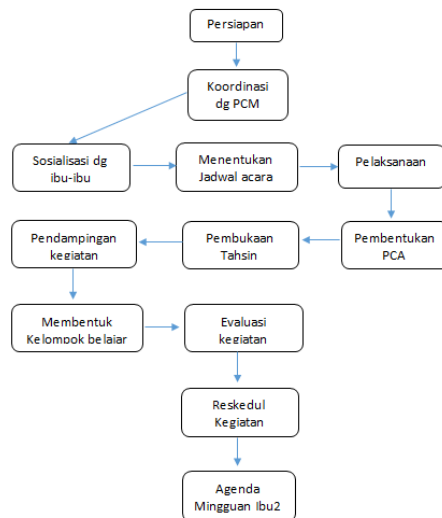 Persiapan
Koordinasi
dg PCM
Sosialisasi dg
ibu-ibu
Menentukan
Jadwal acara
Pelaksanaan
Pembentukan
PCA
Pembukaan
Tahsin
Pendampingan
kegiatan
Membentuk
Kelompok belajar
Evaluasi
kegiatan
Reskedul
Kegiatan
Agenda
Mingguan Ibu2